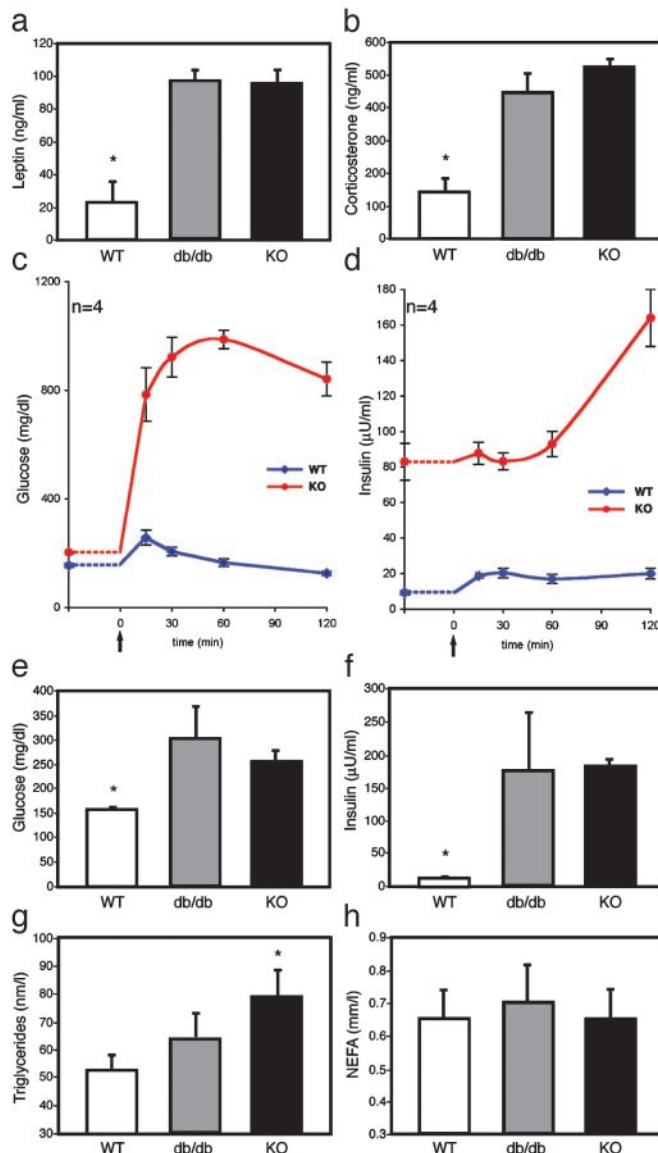 a
120
100
80
60
40
20
0
Leptin (ng/ml)
*
WT db/db KO
b
600
500
400
300
200
100
0
Corticosterone (ng/ml)
*
WT db/db KO
c
1200
800
400
0
Glucose (mg/dl)
n=4
WT
KO
0 30 60 90 120
time (min)
d
180
160
140
120
100
80
60
40
20
0
Insulin (µU/ml)
n=4
WT
KO
0 30 60 90 120
time (min)
e
400
350
300
250
200
150
100
50
0
Glucose (mg/dl)
*
WT db/db KO
f
300
250
200
150
100
50
0
Insulin (µU/ml)
*
WT db/db KO
g
100
90
80
70
60
50
40
30
Triglycerides (nm/l)
*
WT db/db KO
h
0.9
0.8
0.7
0.6
0.5
0.4
0.3
NEFA (mm/l)
WT db/db KO